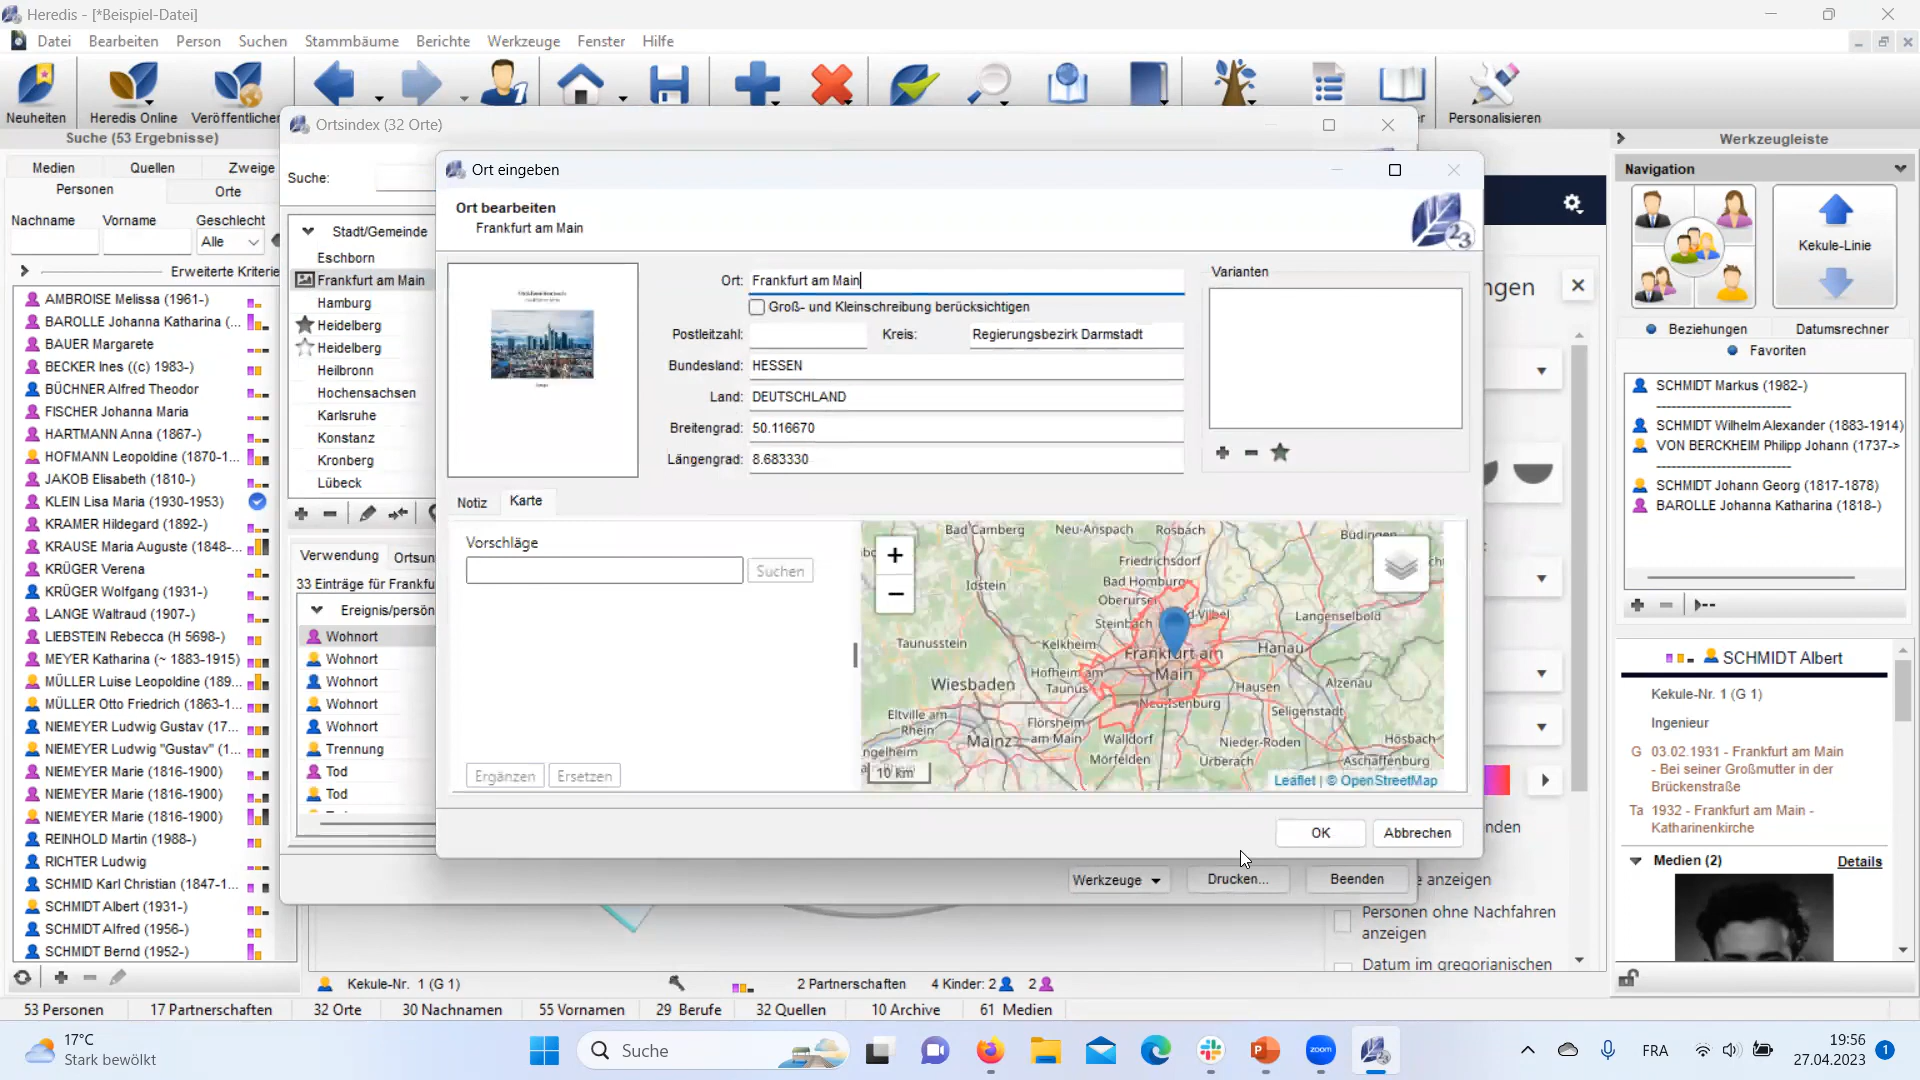 Heredis - [*Beispiel-Datei]
Datei Bearbeiten Person Suchen Stammbäume Berichte Werkzeuge Fenster Hilfe
Neuheiten Heredis Online Veröffentlichen Personalisieren
Suche (53 Ergebnisse)
Medien Quellen Zweige
Personen Orte
Nachname Vorname Geschlecht
Alle
Erweiterte Kriterie
AMBROISE Melissa (1961-)
BAROLLE Johanna Katharina (...
BAUER Margarete
BECKER Ines ((c) 1983-)
BÜCHNER Alfred Theodor
FISCHER Johanna Maria
HARTMANN Anna (1867-)
HOFMANN Leopoldine (1870-1...
JAKOB Elisabeth (1810-)
KLEIN Lisa Maria (1930-1953)
KRAMER Hildegard (1892-)
KRAUSE Maria Auguste (1848-...
KRÜGER Verena
KRÜGER Wolfgang (1931-)
LANGE Waltraud (1907-)
LIEBSTEIN Rebecca (H 5698-)
MEYER Katharina (~ 1883-1915)
MÜLLER Luise Leopoldine (189...
MÜLLER Otto Friedrich (1863-1...
NIEMEYER Ludwig Gustav (17...
NIEMEYER Ludwig "Gustav" (1...
NIEMEYER Marie (1816-1900)
NIEMEYER Marie (1816-1900)
NIEMEYER Marie (1816-1900)
REINHOLD Martin (1988-)
RICHTER Ludwig
SCHMID Karl Christian (1847-1...
SCHMIDT Albert (1931-)
SCHMIDT Alfred (1956-)
SCHMIDT Bernd (1952-)
Ortsindex (32 Orte)
Suche:
Stadt/Gemeinde
Eschborn
Frankfurt am Main
Hamburg
Heidelberg
Heidelberg
Heilbronn
Hochensachsen
Karlsruhe
Konstanz
Kronberg
Lübeck
Verwendung Ortsun
33 Einträge für Frankfu
Ereignis/persön
Wohnort
Wohnort
Wohnort
Wohnort
Wohnort
Trennung
Tod
Tod
Werkzeuge Drucken... Beenden
Ort eingeben
Ort bearbeiten
Frankfurt am Main
23
Ort: Frankfurt am Main
Groß- und Kleinschreibung berücksichtigen
Postleitzahl: Kreis: Regierungsbezirk Darmstadt
Bundesland: HESSEN
Land: DEUTSCHLAND
Breitengrad: 50.116670
Längengrad: 8.683330
Varianten
Notiz Karte
Vorschläge
Suchen
Ergänzen Ersetzen
+
−
Bad Camberg Neu-Anspach Rosbach Büdingen
Friedrichsdorf
Idstein Bad Homburg
Oberursel
Steinbach d-Vilbel Langenselbold
Taunusstein Kelkheim Frankfurt am Main Hanau
Hofheim am Taunus
Wiesbaden Hausen Alzenau
Neu-Isenburg Seligenstadt
Eltville am Rhein Flörsheim am Main Walldorf Nieder-Roden Hösbach
Mainz
ngelheim Mörfelden Urberach Aschaffenburg
10 km
Leaflet | © OpenStreetMap
OK Abbrechen
ngen
nden
e anzeigen
Personen ohne Nachfahren
anzeigen
Datum im gregorianischen
Werkzeugleiste
Navigation
Kekule-Linie
Beziehungen Datumsrechner
Favoriten
SCHMIDT Markus (1982-)
SCHMIDT Wilhelm Alexander (1883-1914)
VON BERCKHEIM Philipp Johann (1737->
SCHMIDT Johann Georg (1817-1878)
BAROLLE Johanna Katharina (1818-)
SCHMIDT Albert
Kekule-Nr. 1 (G 1)
Ingenieur
G 03.02.1931 - Frankfurt am Main
- Bei seiner Großmutter in der
Brückenstraße
Ta 1932 - Frankfurt am Main -
Katharinenkirche
Medien (2) Details
Kekule-Nr. 1 (G 1) 2 Partnerschaften 4 Kinder: 2 2
53 Personen 17 Partnerschaften 32 Orte 30 Nachnamen 55 Vornamen 29 Berufe 32 Quellen 10 Archive 61 Medien
17°C
Stark bewölkt
Suche
zoom
FRA
19:56
27.04.2023
1